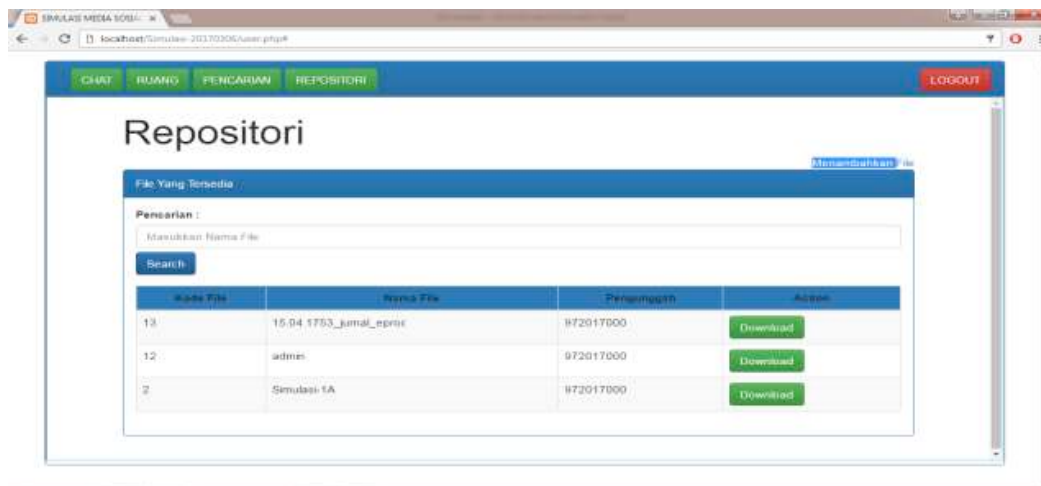 SIMULASI MEDIA SOSIA
localhost/Simulasi-20170306/user.php#
CHAT RUANG PENCARIAN REPOSITORI LOGOUT
Repositori
Menambahkan File
File Yang Tersedia
Pencarian :
Masukkan Nama File
Search
Kode File Nama File Pengunggah Action
13 15.04.1753_jurnal_eproc 972017000 Download
12 admin 972017000 Download
2 Simulasi-1A 972017000 Download